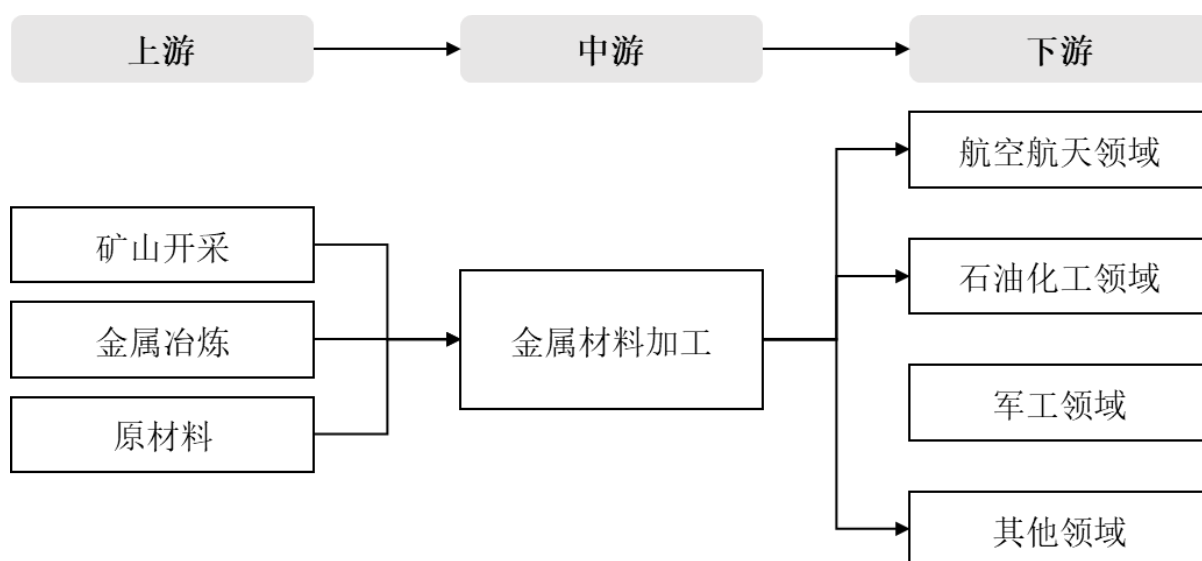 上游
中游
下游
矿山开采
金属冶炼
原材料
金属材料加工
航空航天领域
石油化工领域
军工领域
其他领域